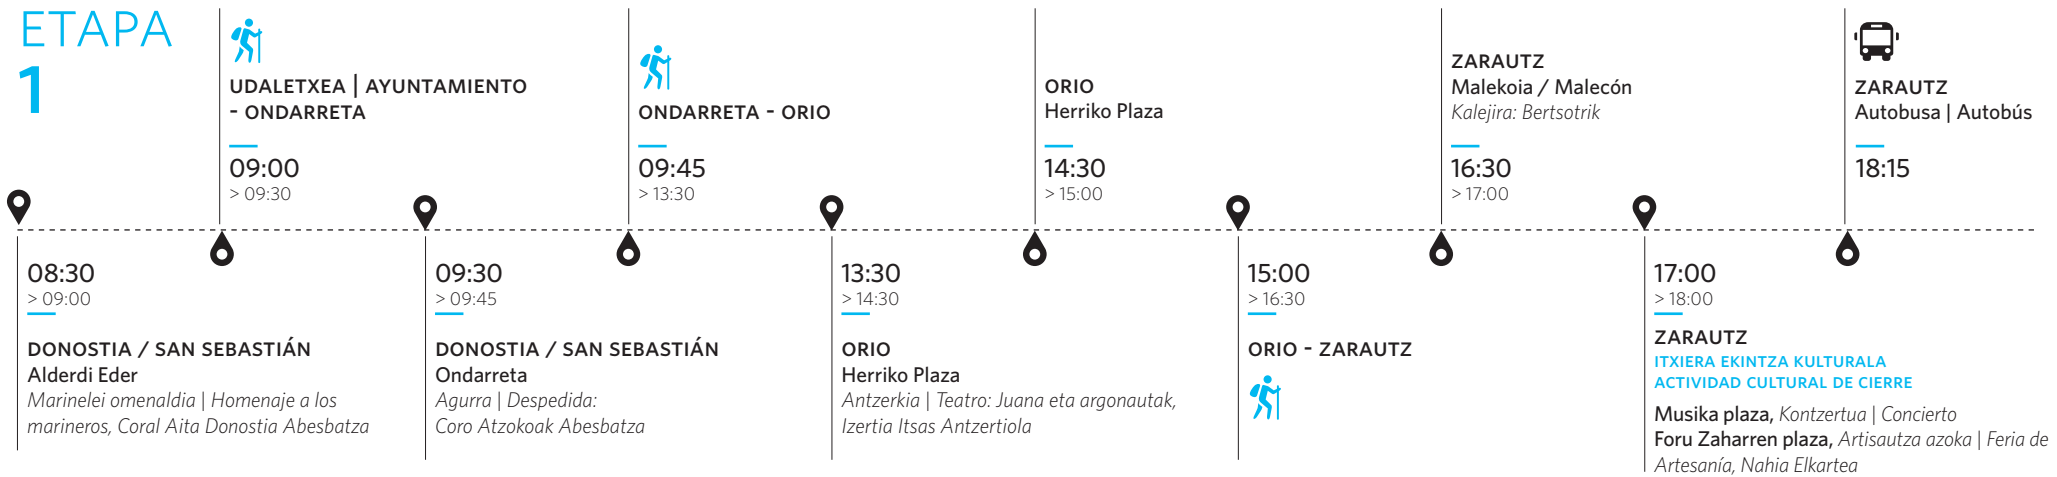 ETAPA
1
08:30
> 09:00
DONOSTIA / SAN SEBASTIÁN
Alderdi Eder
Marinelei omenaldia | Homenaje a los
marineros, Coral Aita Donostia Abesbatza
UDALETXEA | AYUNTAMIENTO
- ONDARRETA
09:00
> 09:30
09:30
> 09:45
DONOSTIA / SAN SEBASTIÁN
Ondarreta
Agurra | Despedida:
Coro Atzokoak Abesbatza
ONDARRETA - ORIO
09:45
> 13:30
13:30
> 14:30
ORIO
Herriko Plaza
Antzerkia | Teatro: Juana eta argonautak,
Izertia Itsas Antzertiola
ORIO
Herriko Plaza
14:30
> 15:00
15:00
> 16:30
ORIO - ZARAUTZ
ZARAUTZ
Malekoia / Malecón
Kalejira: Bertsotrik
16:30
> 17:00
17:00
> 18:00
ZARAUTZ
ITXIERA EKINTZA KULTURALA
ACTIVIDAD CULTURAL DE CIERRE
Musika plaza, Kontzertua | Concierto
Foru Zaharren plaza, Artisautza azoka | Feria de
Artesanía, Nahia Elkartea
ZARAUTZ
Autobusa | Autobús
18:15